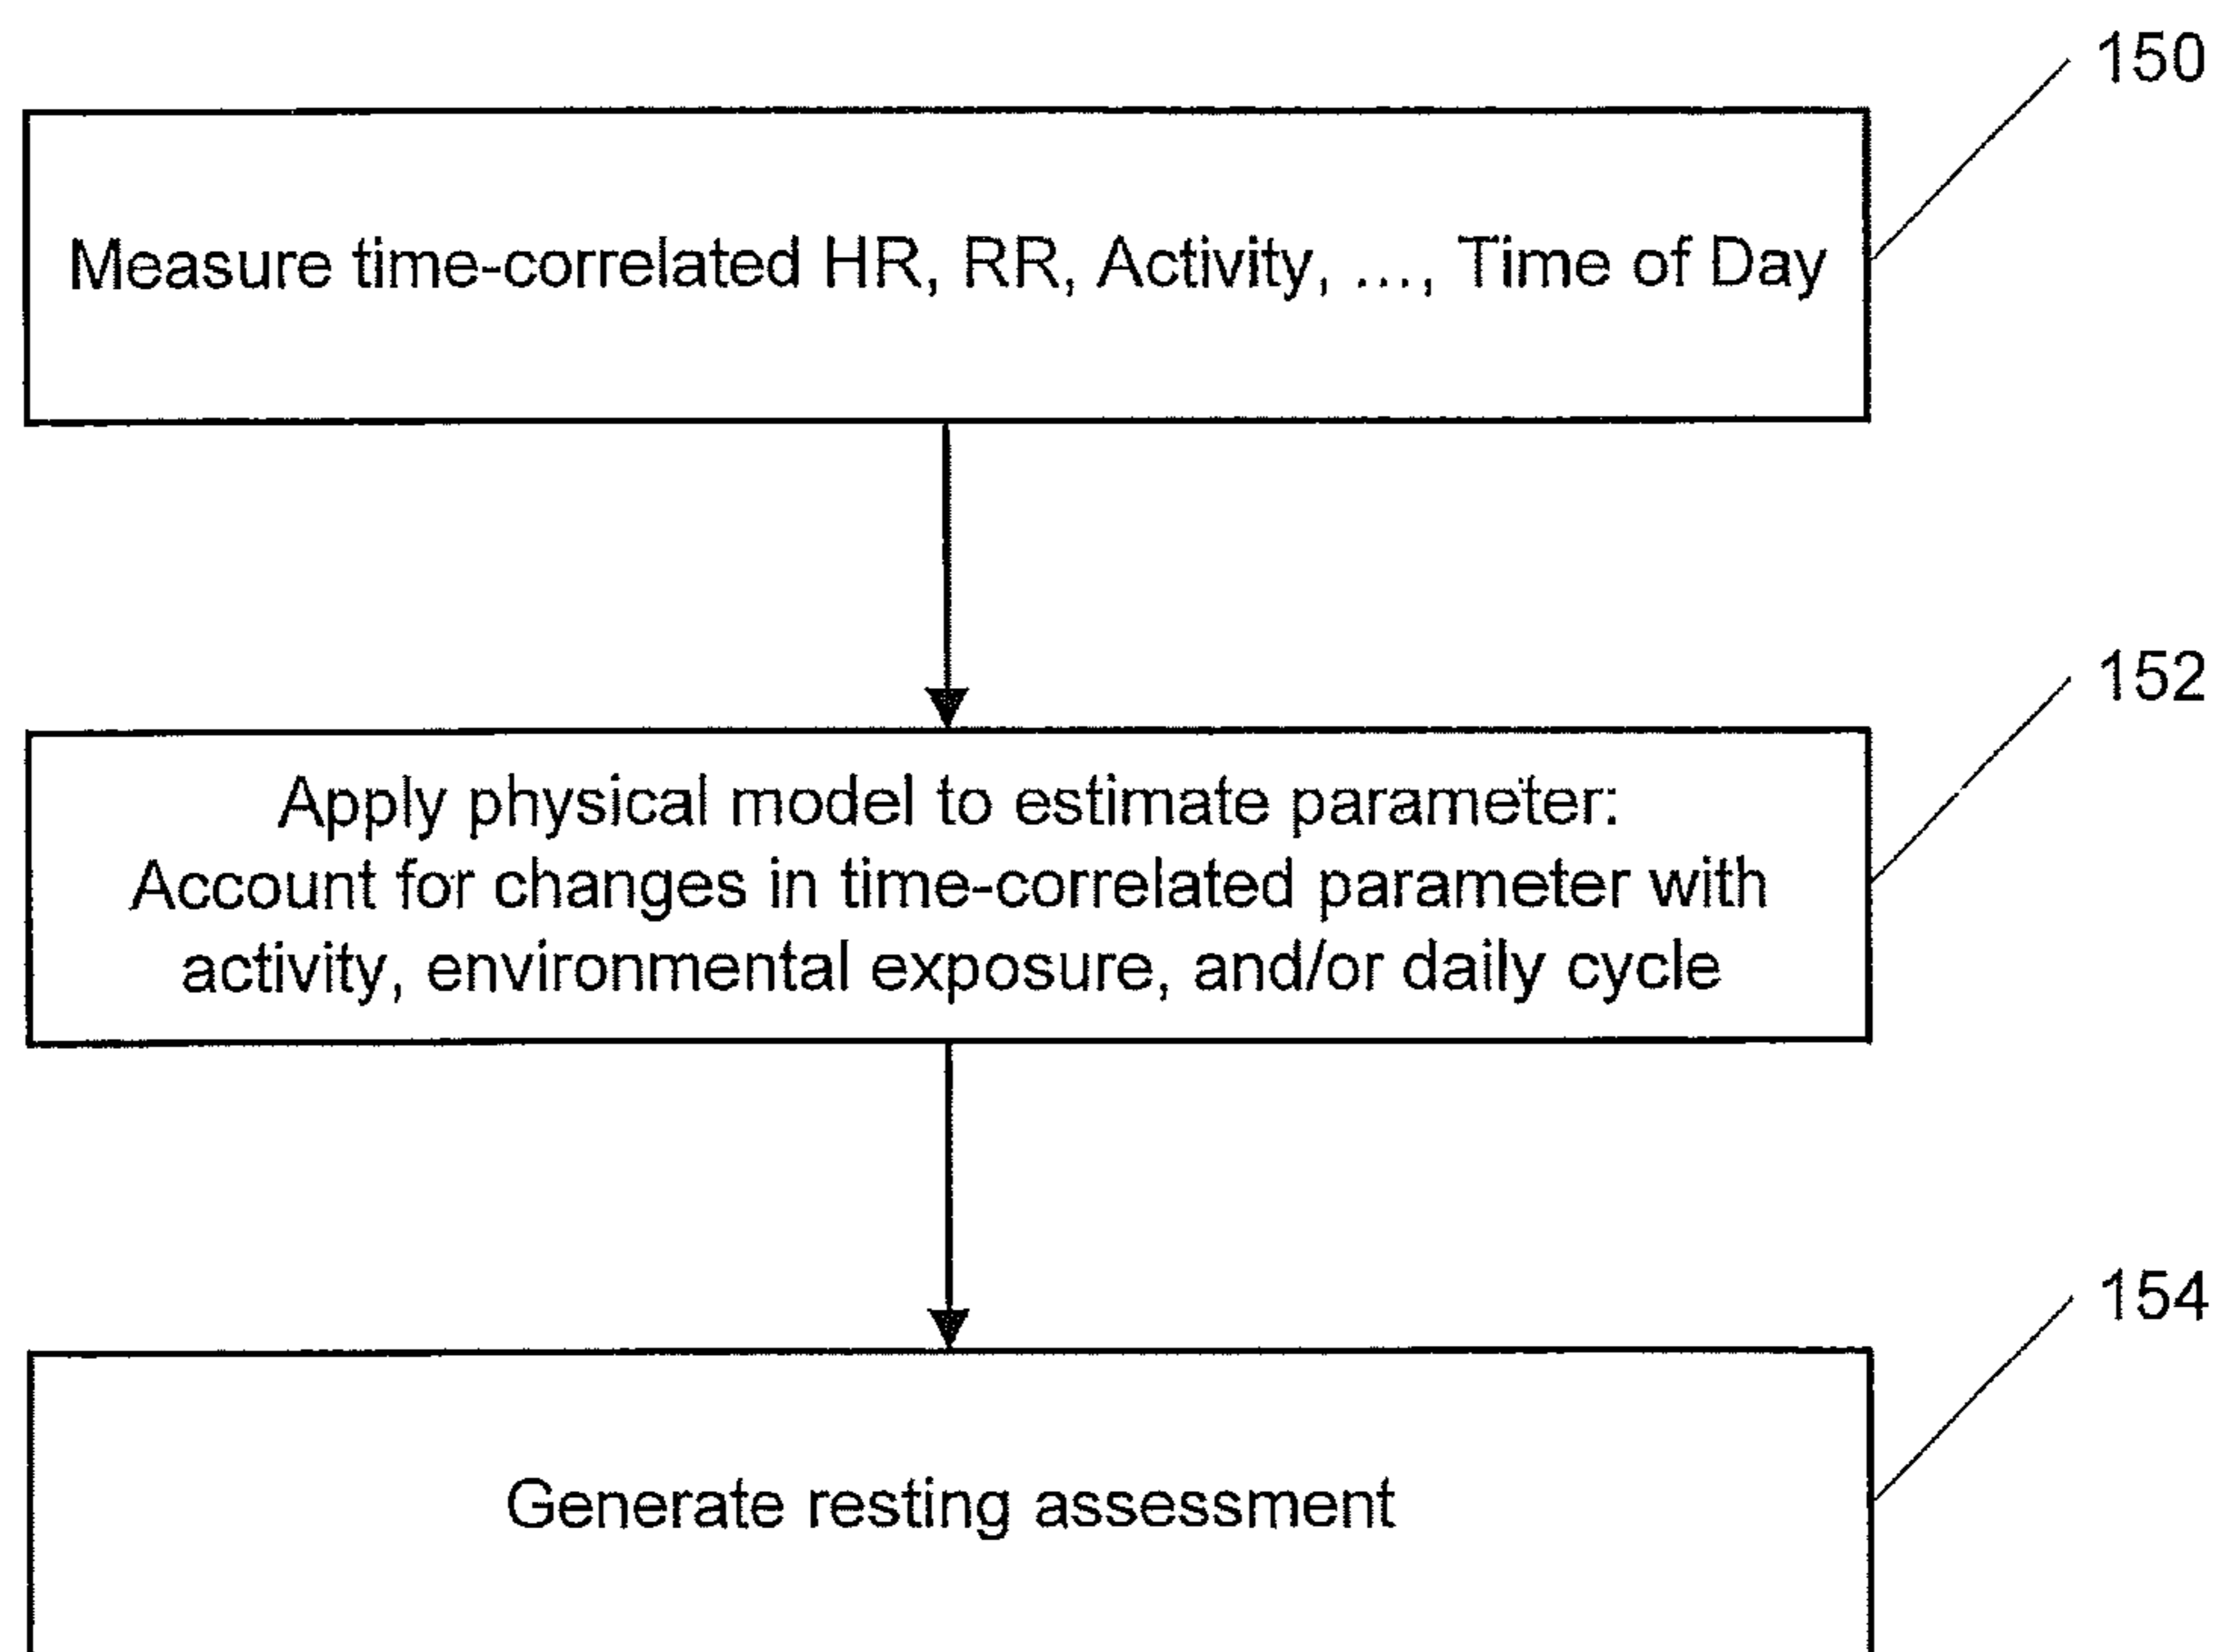 150
Measure time-correlated HR, RR, Activity, ..., Time of Day
152
Apply physical model to estimate parameter:
Account for changes in time-correlated parameter with
activity, environmental exposure, and/or daily cycle
154
Generate resting assessment